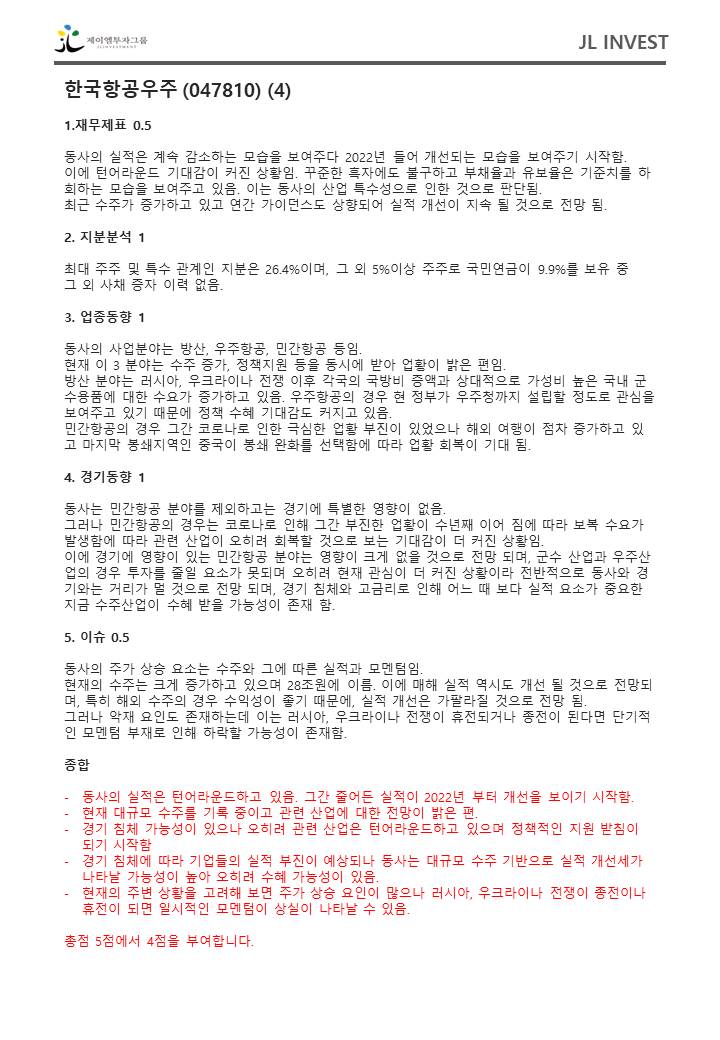 제이엘투자그룹
JLINVESTMENT
JL INVEST
한국항공우주 (047810) (4)
1.재무제표 0.5
동사의 실적은 계속 감소하는 모습을 보여주다 2022년 들어 개선되는 모습을 보여주기 시작함.
이에 턴어라운드 기대감이 커진 상황임. 꾸준한 흑자에도 불구하고 부채율과 유보율은 기준치를 하
회하는 모습을 보여주고 있음. 이는 동사의 산업 특수성으로 인한 것으로 판단됨.
최근 수주가 증가하고 있고 연간 가이던스도 상향되어 실적 개선이 지속 될 것으로 전망 됨.
2. 지분분석 1
최대 주주 및 특수 관계인 지분은 26.4%이며, 그 외 5%이상 주주로 국민연금이 9.9%를 보유 중
그 외 사채 증자 이력 없음.
3. 업종동향 1
동사의 사업분야는 방산, 우주항공, 민간항공 등임.
현재 이 3 분야는 수주 증가, 정책지원 등을 동시에 받아 업황이 밝은 편임.
방산 분야는 러시아, 우크라이나 전쟁 이후 각국의 국방비 증액과 상대적으로 가성비 높은 국내 군
수용품에 대한 수요가 증가하고 있음. 우주항공의 경우 현 정부가 우주청까지 설립할 정도로 관심을
보여주고 있기 때문에 정책 수혜 기대감도 커지고 있음.
민간항공의 경우 그간 코로나로 인한 극심한 업황 부진이 있었으나 해외 여행이 점차 증가하고 있
고 마지막 봉쇄지역인 중국이 봉쇄 완화를 선택함에 따라 업황 회복이 기대 됨.
4. 경기동향 1
동사는 민간항공 분야를 제외하고는 경기에 특별한 영향이 없음.
그러나 민간항공의 경우는 코로나로 인해 그간 부진한 업황이 수년째 이어 짐에 따라 보복 수요가
발생함에 따라 관련 산업이 오히려 회복할 것으로 보는 기대감이 더 커진 상황임.
이에 경기에 영향이 있는 민간항공 분야는 영향이 크게 없을 것으로 전망 되며, 군수 산업과 우주산
업의 경우 투자를 줄일 요소가 못되며 오히려 현재 관심이 더 커진 상황이라 전반적으로 동사와 경
기와는 거리가 멀 것으로 전망 되며, 경기 침체와 고금리로 인해 어느 때 보다 실적 요소가 중요한
지금 수주산업이 수혜 받을 가능성이 존재 함.
5. 이슈 0.5
동사의 주가 상승 요소는 수주와 그에 따른 실적과 모멘텀임.
현재의 수주는 크게 증가하고 있으며 28조원에 이름. 이에 매해 실적 역시도 개선 될 것으로 전망되
며, 특히 해외 수주의 경우 수익성이 좋기 때문에, 실적 개선은 가팔라질 것으로 전망 됨.
그러나 악재 요인도 존재하는데 이는 러시아, 우크라이나 전쟁이 휴전되거나 종전이 된다면 단기적
인 모멘텀 부재로 인해 하락할 가능성이 존재함.
종합
- 동사의 실적은 턴어라운드하고 있음. 그간 줄어든 실적이 2022년 부터 개선을 보이기 시작함.
- 현재 대규모 수주를 기록 중이고 관련 산업에 대한 전망이 밝은 편.
- 경기 침체 가능성이 있으나 오히려 관련 산업은 턴어라운드하고 있으며 정책적인 지원 받침이
되기 시작함
- 경기 침체에 따라 기업들의 실적 부진이 예상되나 동사는 대규모 수주 기반으로 실적 개선세가
나타날 가능성이 높아 오히려 수혜 가능성이 있음.
- 현재의 주변 상황을 고려해 보면 주가 상승 요인이 많으나 러시아, 우크라이나 전쟁이 종전이나
휴전이 되면 일시적인 모멘텀이 상실이 나타날 수 있음.
총점 5점에서 4점을 부여합니다.